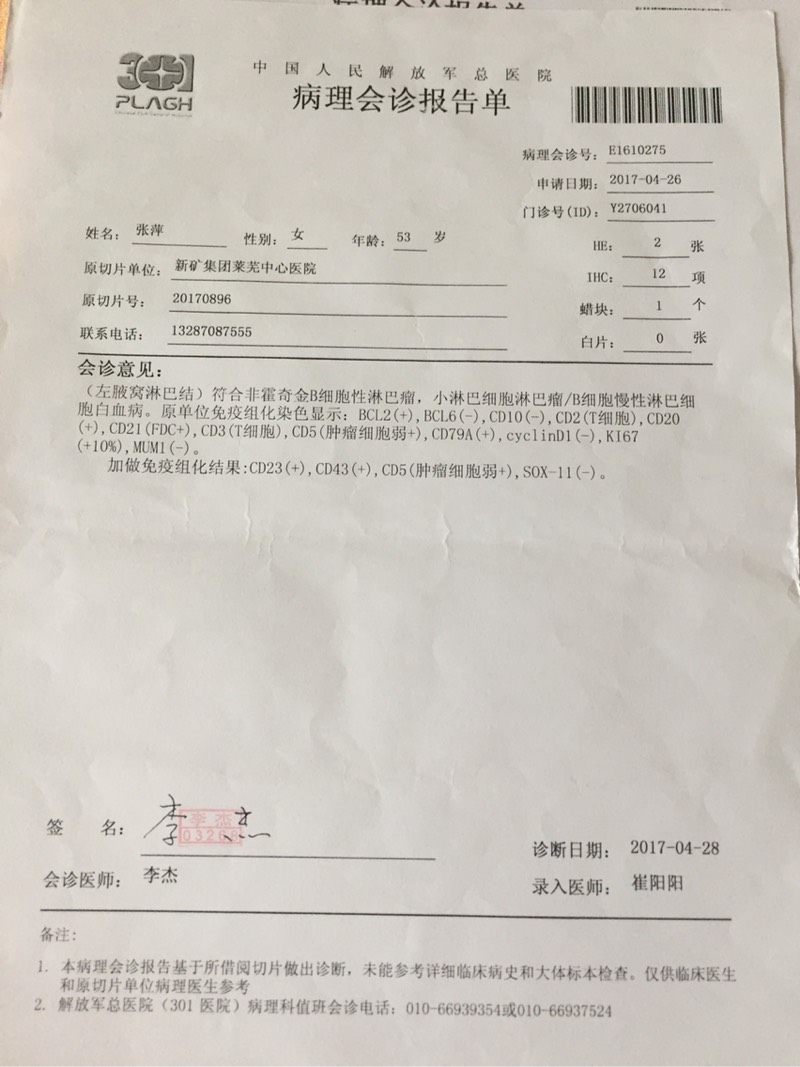 301
PLAGH
中国人民解放军总医院
病理会诊报告单
病理会诊号: E1610275
申请日期: 2017-04-26
门诊号(ID): Y2706041
姓名: 张萍 性别: 女 年龄: 53 岁
HE: 2 张
原切片单位: 新矿集团莱芜中心医院
IHC: 12 项
原切片号: 20170896
蜡块: 1 个
联系电话: 13287087555
白片: 0 张
会诊意见:
(左腋窝淋巴结)符合非霍奇金B细胞性淋巴瘤，小淋巴细胞淋巴瘤/B细胞慢性淋巴细
胞白血病。原单位免疫组化染色显示：BCL2(+),BCL6(-),CD10(-),CD2(T细胞),CD20
(+),CD21(FDC+),CD3(T细胞),CD5(肿瘤细胞弱+),CD79A(+),cyclinD1(-),KI67
(+10%),MUM1(-)。
加做免疫组化结果:CD23(+),CD43(+),CD5(肿瘤细胞弱+),SOX-11(-)。
签 名: 李杰
李杰
03268
诊断日期: 2017-04-28
会诊医师: 李杰
录入医师: 崔阳阳
备注:
1. 本病理会诊报告基于所借阅切片做出诊断，未能参考详细临床病史和大体标本检查。仅供临床医生
和原切片单位病理医生参考
2. 解放军总医院（301 医院）病理科值班会诊电话: 010-66939354或010-66937524